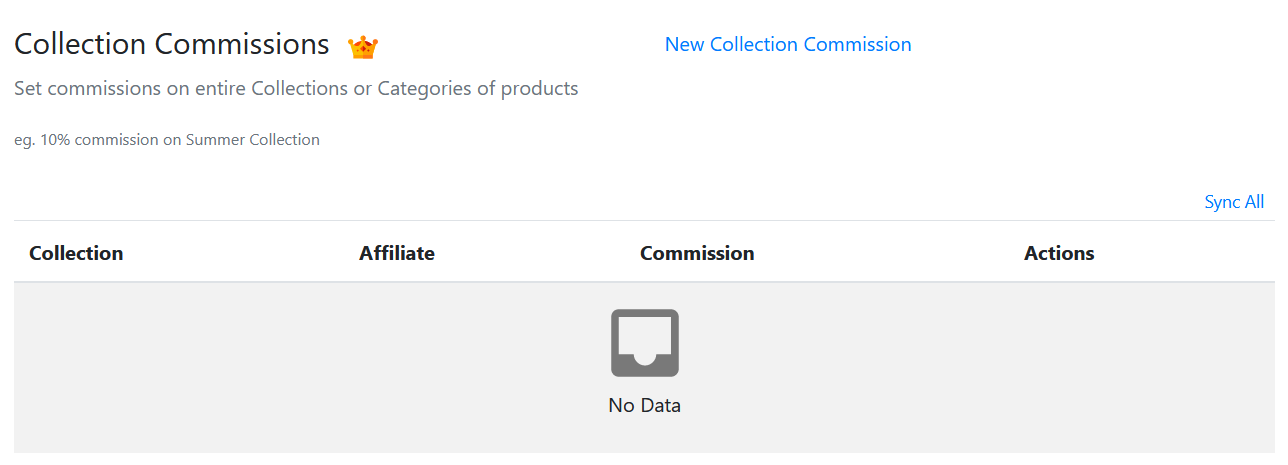 Collection Commissions
New Collection Commission
Set commissions on entire Collections or Categories of products
eg. 10% commission on Summer Collection
Sync All
Collection Affiliate Commission Actions
No Data